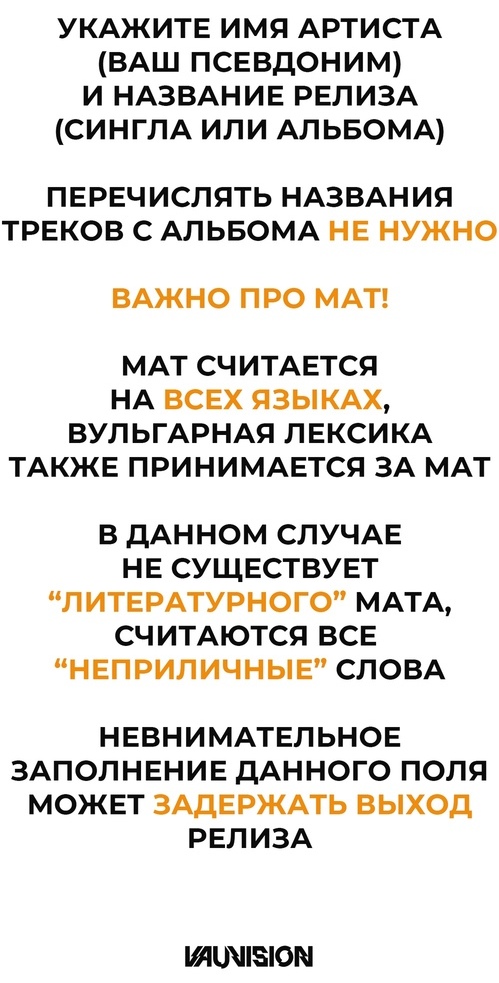 УКАЖИТЕ ИМЯ АРТИСТА
(ВАШ ПСЕВДОНИМ)
И НАЗВАНИЕ РЕЛИЗА
(СИНГЛА ИЛИ АЛЬБОМА)
ПЕРЕЧИСЛЯТЬ НАЗВАНИЯ
ТРЕКОВ С АЛЬБОМА НЕ НУЖНО
ВАЖНО ПРО МАТ!
МАТ СЧИТАЕТСЯ
НА ВСЕХ ЯЗЫКАХ,
ВУЛЬГАРНАЯ ЛЕКСИКА
ТАКЖЕ ПРИНИМАЕТСЯ ЗА МАТ
В ДАННОМ СЛУЧАЕ
НЕ СУЩЕСТВУЕТ
“ЛИТЕРАТУРНОГО” МАТА,
СЧИТАЮТСЯ ВСЕ
“НЕПРИЛИЧНЫЕ” СЛОВА
НЕВНИМАТЕЛЬНОЕ
ЗАПОЛНЕНИЕ ДАННОГО ПОЛЯ
МОЖЕТ ЗАДЕРЖАТЬ ВЫХОД
РЕЛИЗА
VAUVISION